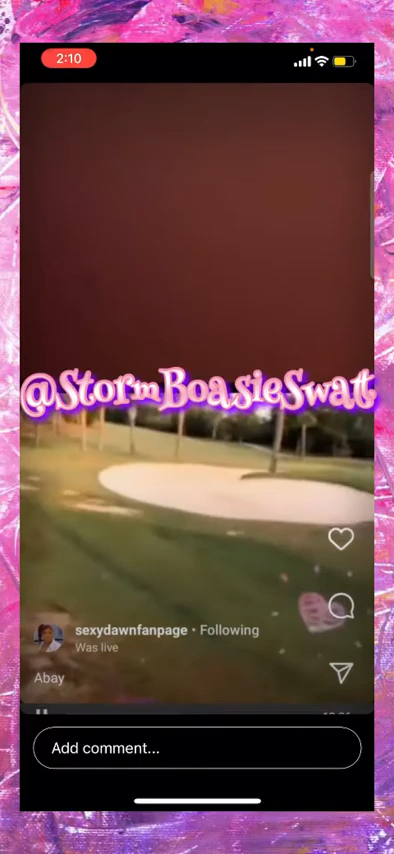 2:10
@StormBoasieSwatt
sexydawnfanpage • Following
Was live
Abay
Add comment...